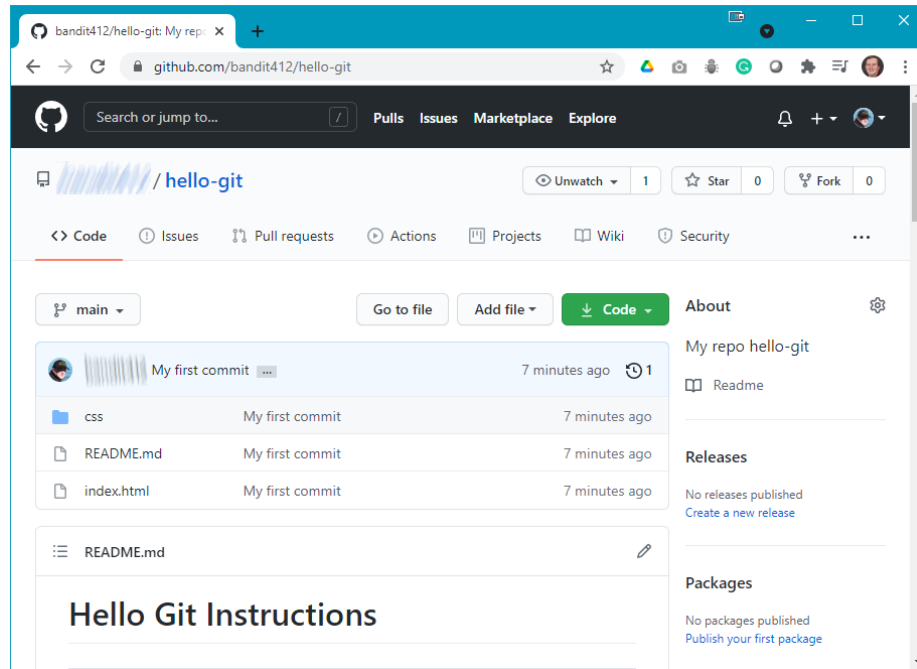 bandit412/hello-git: My repo
github.com/bandit412/hello-git
Search or jump to... / Pulls Issues Marketplace Explore
/ hello-git Unwatch 1 Star 0 Fork 0
Code Issues Pull requests Actions Projects Wiki Security ...
main Go to file Add file Code
My first commit ... 7 minutes ago 1
css My first commit 7 minutes ago
README.md My first commit 7 minutes ago
index.html My first commit 7 minutes ago
README.md
Hello Git Instructions
About
My repo hello-git
Readme
Releases
No releases published
Create a new release
Packages
No packages published
Publish your first package